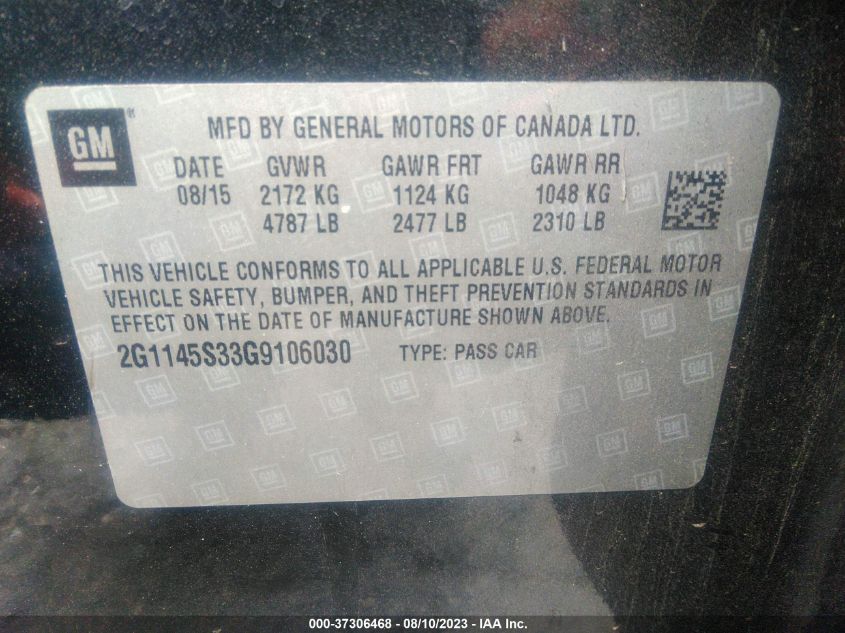 GM
MFD BY GENERAL MOTORS OF CANADA LTD.
DATE GVWR GAWR FRT GAWR RR
08/15 2172 KG 1124 KG 1048 KG
4787 LB 2477 LB 2310 LB
THIS VEHICLE CONFORMS TO ALL APPLICABLE U.S. FEDERAL MOTOR
VEHICLE SAFETY, BUMPER, AND THEFT PREVENTION STANDARDS IN
EFFECT ON THE DATE OF MANUFACTURE SHOWN ABOVE.
2G1145S33G9106030 TYPE: PASS CAR
000-37306468 - 08/10/2023 - IAA Inc.